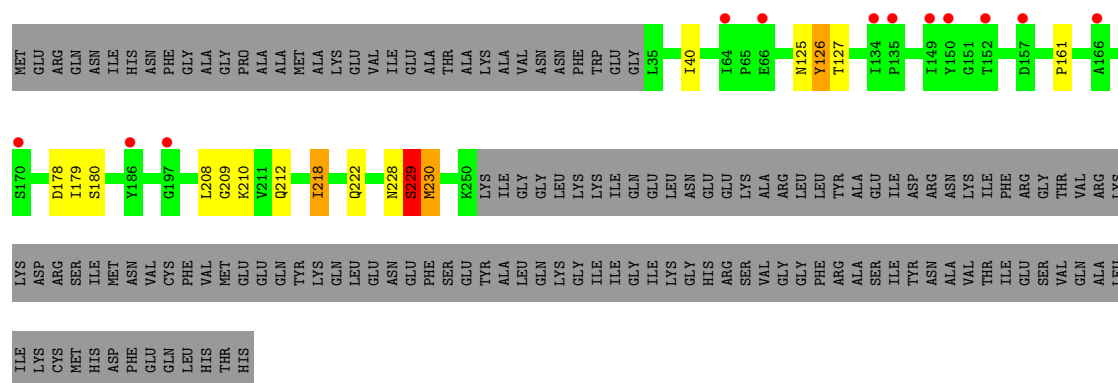 MET GLU ARG GLN ASN ILE HIS ASN PHE GLY ALA GLY PRO ALA ALA MET ALA LYS GLU VAL ILE GLU ALA THR ALA LYS ALA VAL ASN ASN PHE TRP GLU GLY L35 I40 I64 P65 E66 N125 Y126 T127 I134 P135 I149 Y150 G151 T152 D157 P161 A166
S170 D178 I179 S180 Y186 G197 L208 G209 K210 V211 Q212 I218 Q222 N228 S229 M230 K250 LYS ILE GLY GLY LEU LYS LYS ILE GLN GLU LEU ASN GLU GLU LYS ALA ARG LEU LEU TYR ALA GLU ILE ASP ARG ASN LYS ILE PHE ARG GLY THR VAL ARG LYS
LYS ASP ARG SER ILE MET ASN VAL CYS PHE VAL MET GLU GLU GLN TYR LYS GLN LEU GLU ASN GLU PHE SER GLU TYR ALA LEU GLN LYS GLY ILE ILE GLY ILE LYS GLY HIS ARG SER VAL GLY GLY PHE ARG ALA SER ILE TYR ASN ALA VAL THR ILE GLU SER VAL GLN ALA LEU
ILE LYS CYS MET HIS ASP PHE GLU GLN LEU HIS THR HIS